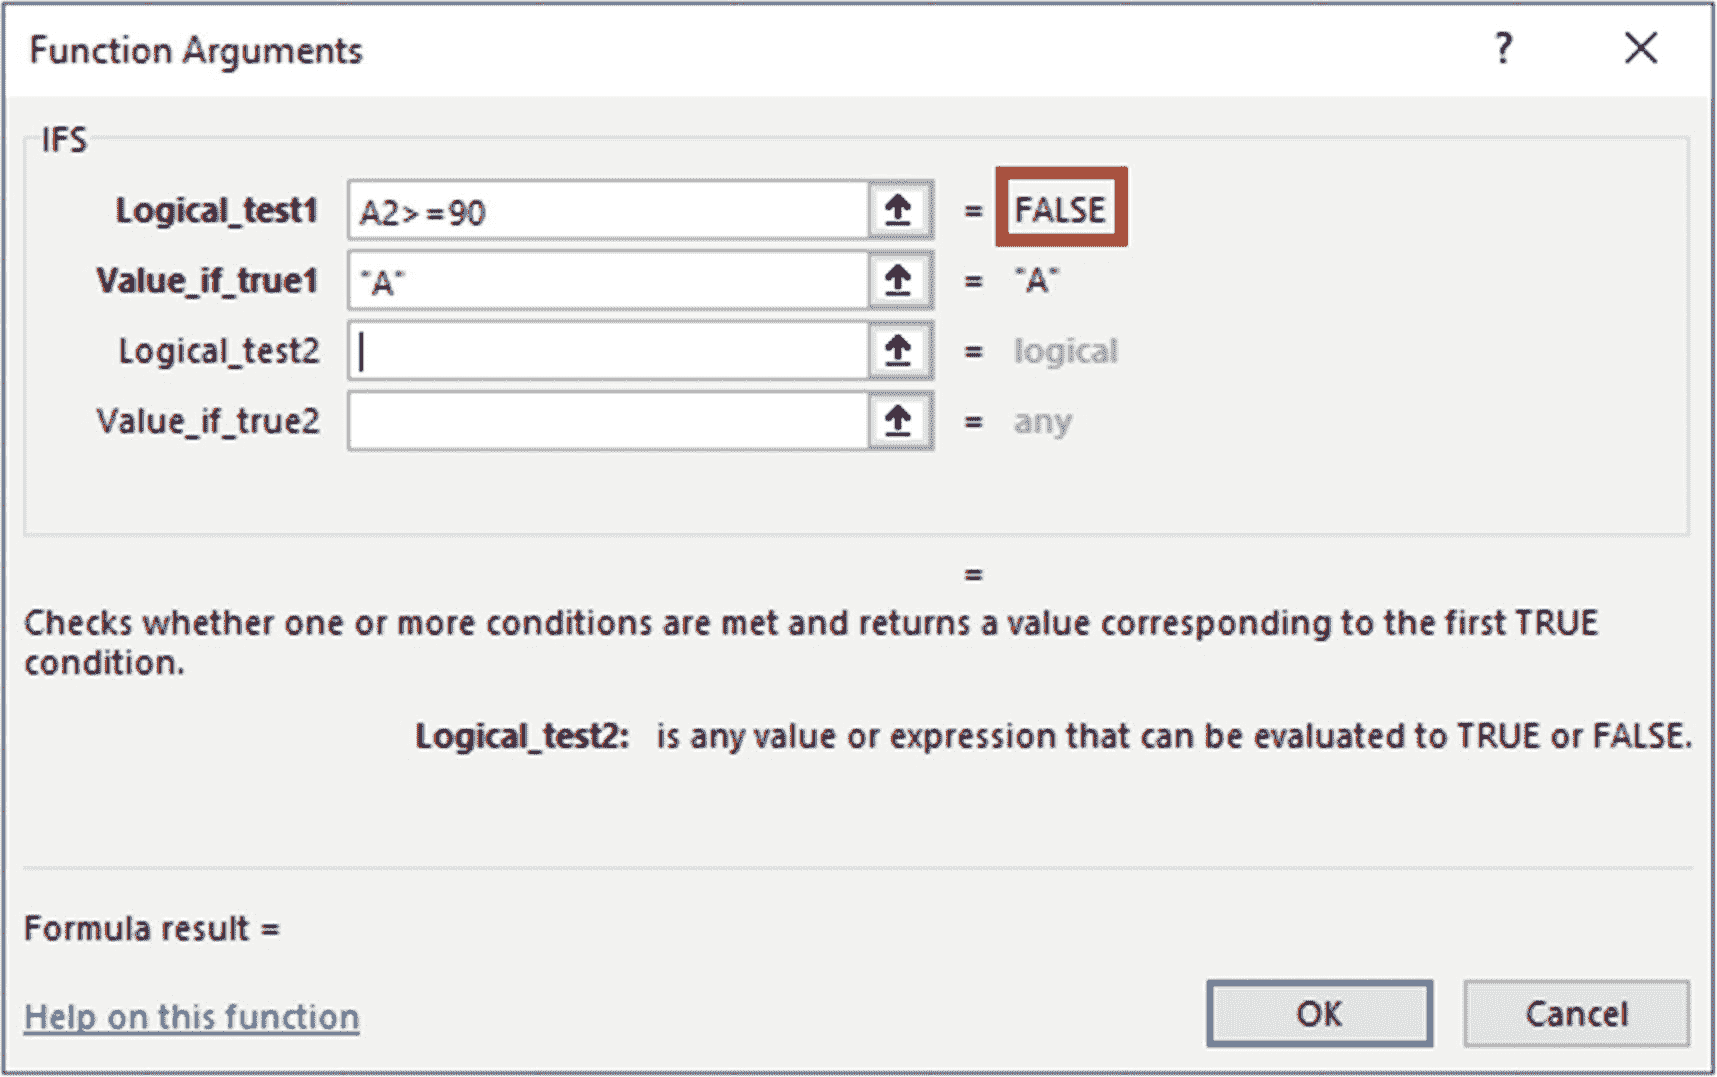 Function Arguments ? ×
IFS
Logical_test1 A2>=90 = FALSE
Value_if_true1 "A" = "A"
Logical_test2 = logical
Value_if_true2 = any
=
Checks whether one or more conditions are met and returns a value corresponding to the first TRUE
condition.
Logical_test2: is any value or expression that can be evaluated to TRUE or FALSE.
Formula result =
Help on this function OK Cancel